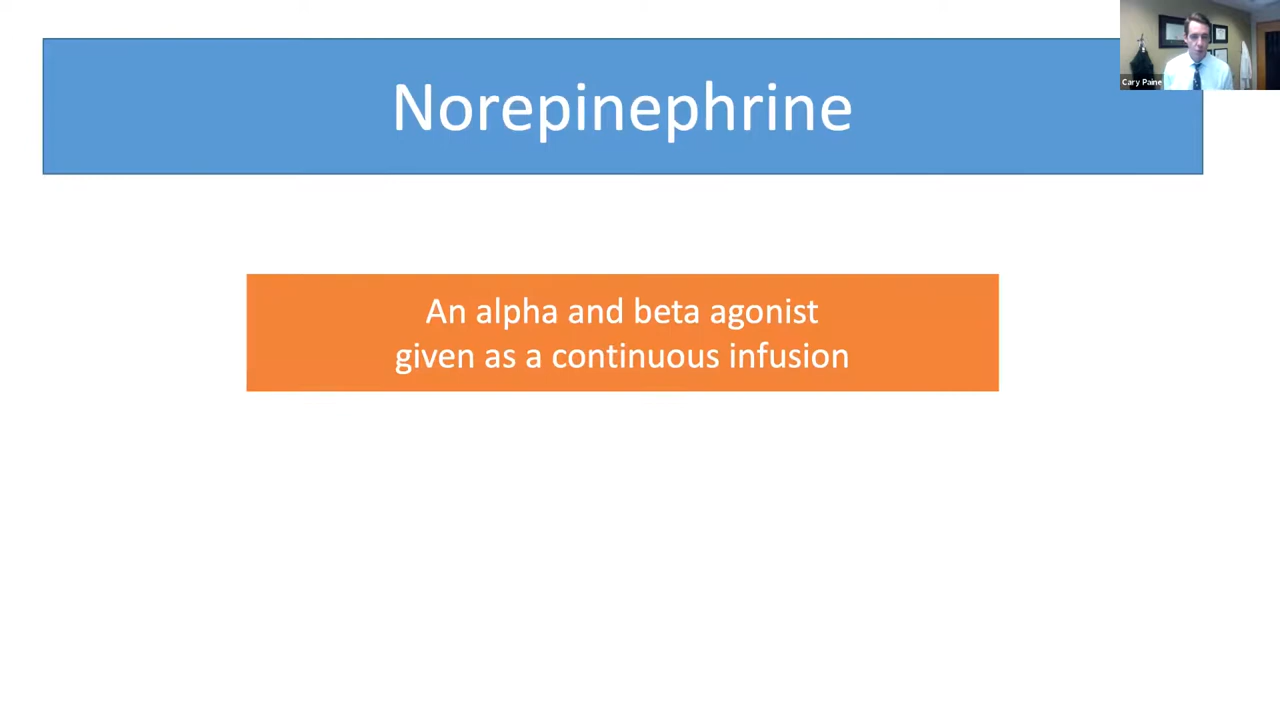 Norepinephrine
Cary Paine
An alpha and beta agonist
given as a continuous infusion